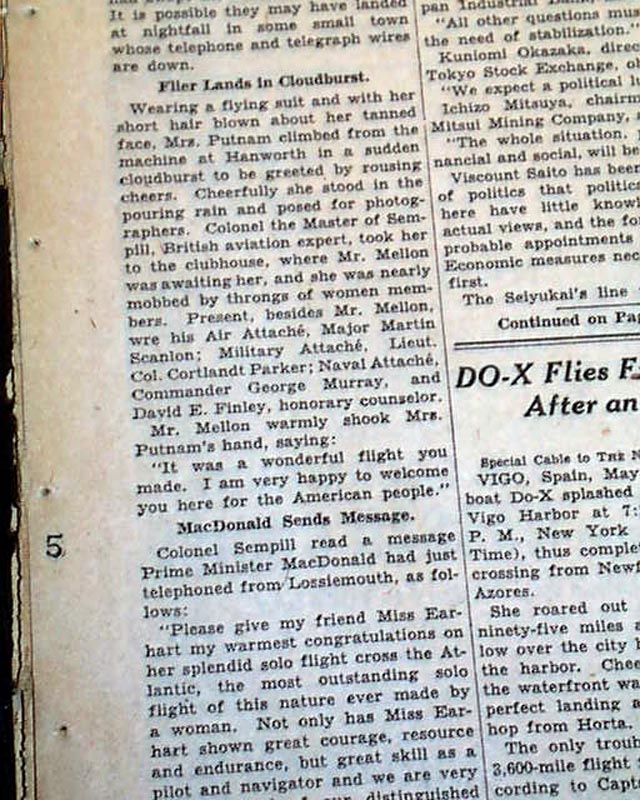 It is possible they may have landed
at nightfall in some small town
whose telephone and telegraph wires
are down.
Flier Lands in Cloudburst.
Wearing a flying suit and with her
short hair blown about her tanned
face, Mrs. Putnam climbed from the
machine at Hanworth in a sudden
cloudburst to be greeted by rousing
cheers. Cheerfully she stood in the
pouring rain and posed for photog-
raphers. Colonel the Master of Sem-
pill, British aviation expert, took her
to the clubhouse, where Mr. Mellon
was awaiting her, and she was nearly
mobbed by throngs of women mem-
bers. Present, besides Mr. Mellon,
wre his Air Attaché, Major Martin
Scanlon; Military Attaché, Lieut.
Col. Cortlandt Parker; Naval Attaché,
Commander George Murray, and
David E. Finley, honorary counselor.
Mr. Mellon warmly shook Mrs.
Putnam's hand, saying:
"It was a wonderful flight you
made. I am very happy to welcome
you here for the American people."
MacDonald Sends Message.
Colonel Sempill read a message
Prime Minister MacDonald had just
telephoned from Lossiemouth, as fol-
lows:
"Please give my friend Miss Ear-
hart my warmest congratulations on
her splendid solo flight cross the At-
lantic, the most outstanding solo
flight of this nature ever made by
a woman. Not only has Miss Ear-
hart shown great courage, resource
and endurance, but great skill as a
pilot and navigator and we are very
distinguished
5
pan Industrial
"All other questions mus
the need of stabilization."
Kuniomi Okazaki, direc
Tokyo Stock Exchange,
"We expect a political
Ichizo Mitsuya, chairm
Mitsui Mining Company,
"The whole situation,
nancial and social, will be
Viscount Saito has been
of politics that politic
here have little knowl
actual views, and the fo
probable appointments
Economic measures nec
first.
The Seiyukai's line
Continued on Pag
DO-X Flies F
After an
Special Cable to THE N
VIGO, Spain, May
boat Do-X splashed
Vigo Harbor at 7:
P. M., New York
Time), thus comple
crossing from Newf
Azores.
She roared out
ninety-five miles a
low over the city
the harbor. Chee
the waterfront wa
perfect landing a
hop from Horta.
The only troub
3,600-mile flight
cording to Capt